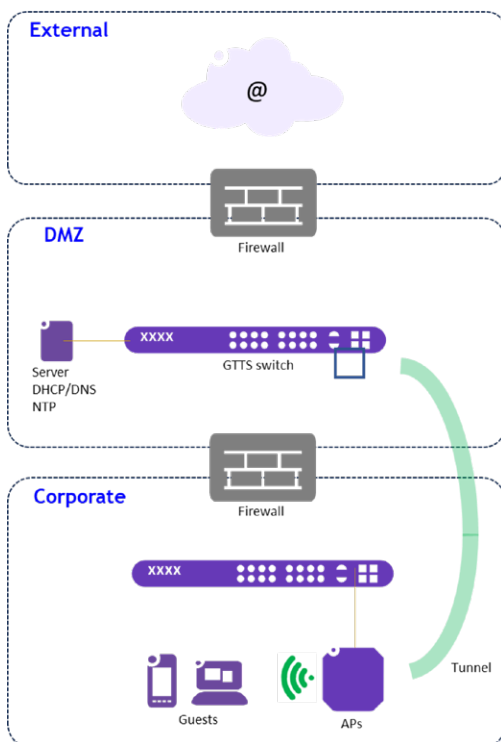 External
@
Firewall
DMZ
XXXX
GTTS switch
Server
DHCP/DNS
NTP
Firewall
Corporate
XXXX
Tunnel
Guests
APs